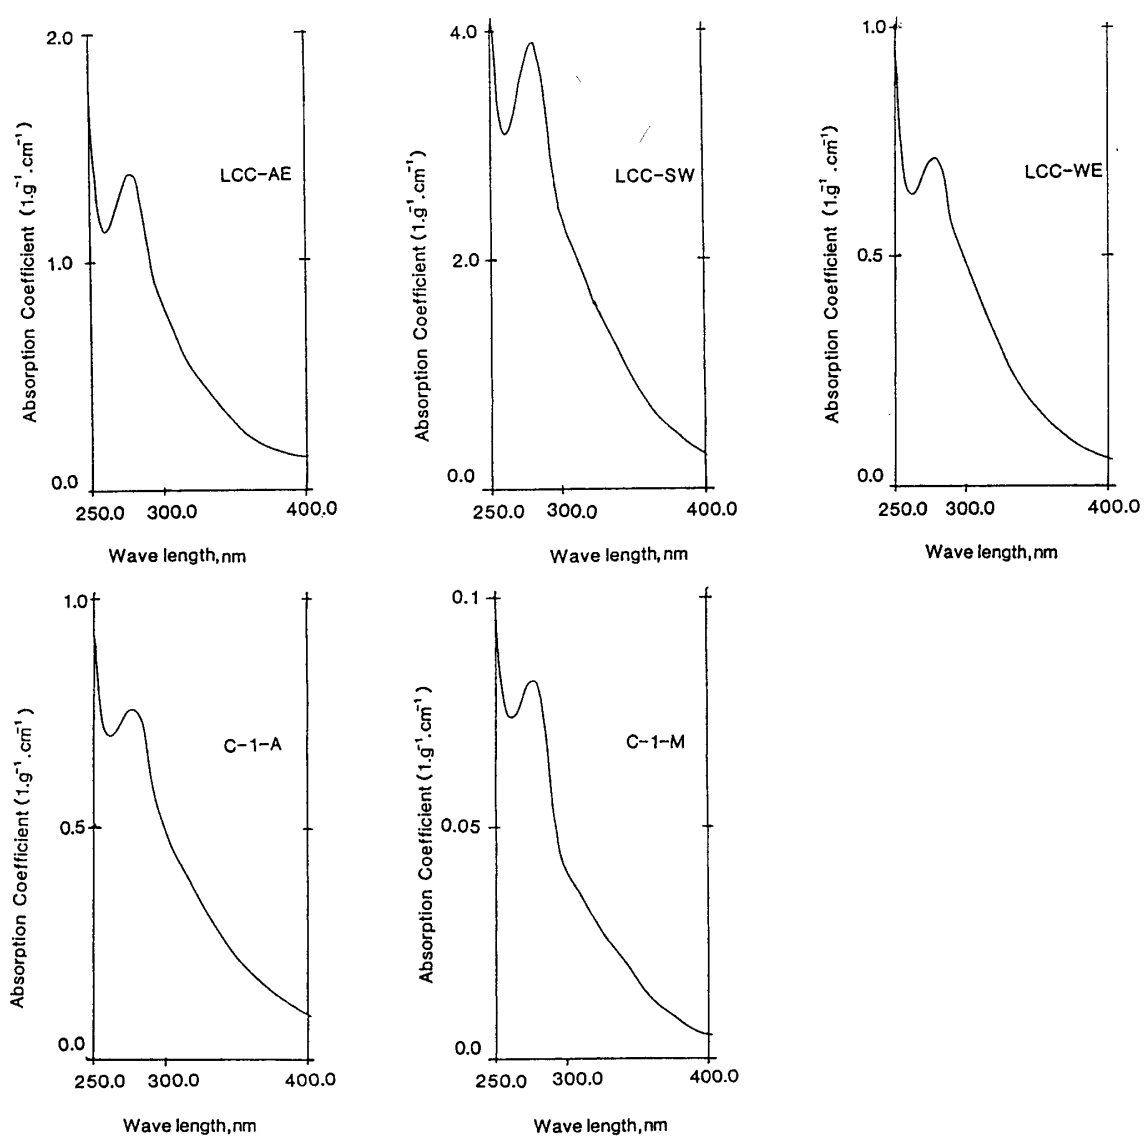 2.0
1.0
0.0
250.0 300.0 400.0
Wave length,nm
Absorption Coefficient (1.g⁻¹.cm⁻¹)
LCC-AE
4.0
2.0
0.0
250.0 300.0 400.0
Wave length,nm
Absorption Coefficient (1.g⁻¹.cm⁻¹)
LCC-SW
1.0
0.5
0.0
250.0 300.0 400.0
Wave length,nm
Absorption Coefficient (1.g⁻¹.cm⁻¹)
LCC-WE
1.0
0.5
0.0
250.0 300.0 400.0
Wave length,nm
Absorption Coefficient (1.g⁻¹.cm⁻¹)
C-1-A
0.1
0.05
0.0
250.0 300.0 400.0
Wave length,nm
Absorption Coefficient (1.g⁻¹.cm⁻¹)
C-1-M